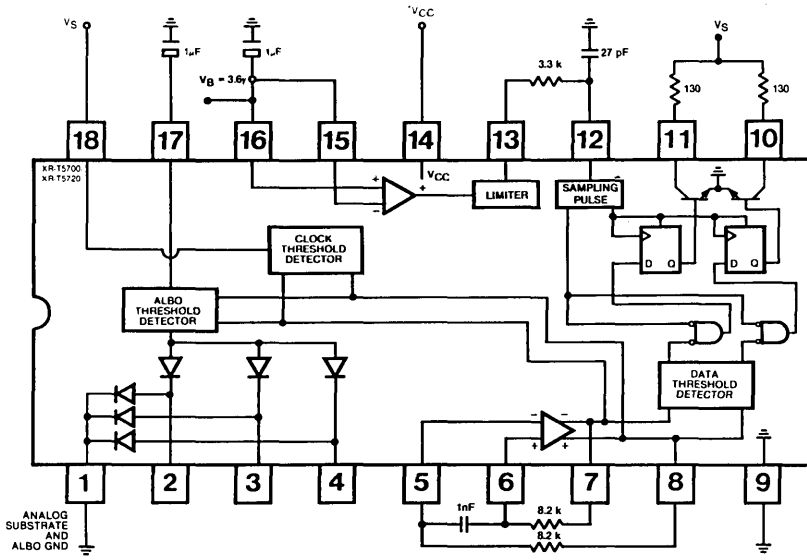 VS
1µF
1µF
VB = 3.6v
*VCC
3.3 k
27 pF
VS
130
130
18
17
16
15
14
13
12
11
10
XR-T5700
XR-T5720
VCC
+
−
+
LIMITER
SAMPLING
PULSE
CLOCK
THRESHOLD
DETECTOR
D
Q
D
Q
ALBO
THRESHOLD
DETECTOR
DATA
THRESHOLD
DETECTOR
−
−
+
+
1
2
3
4
5
6
7
8
9
1nF
8.2 k
8.2 k
ANALOG
SUBSTRATE
AND
ALBO GND